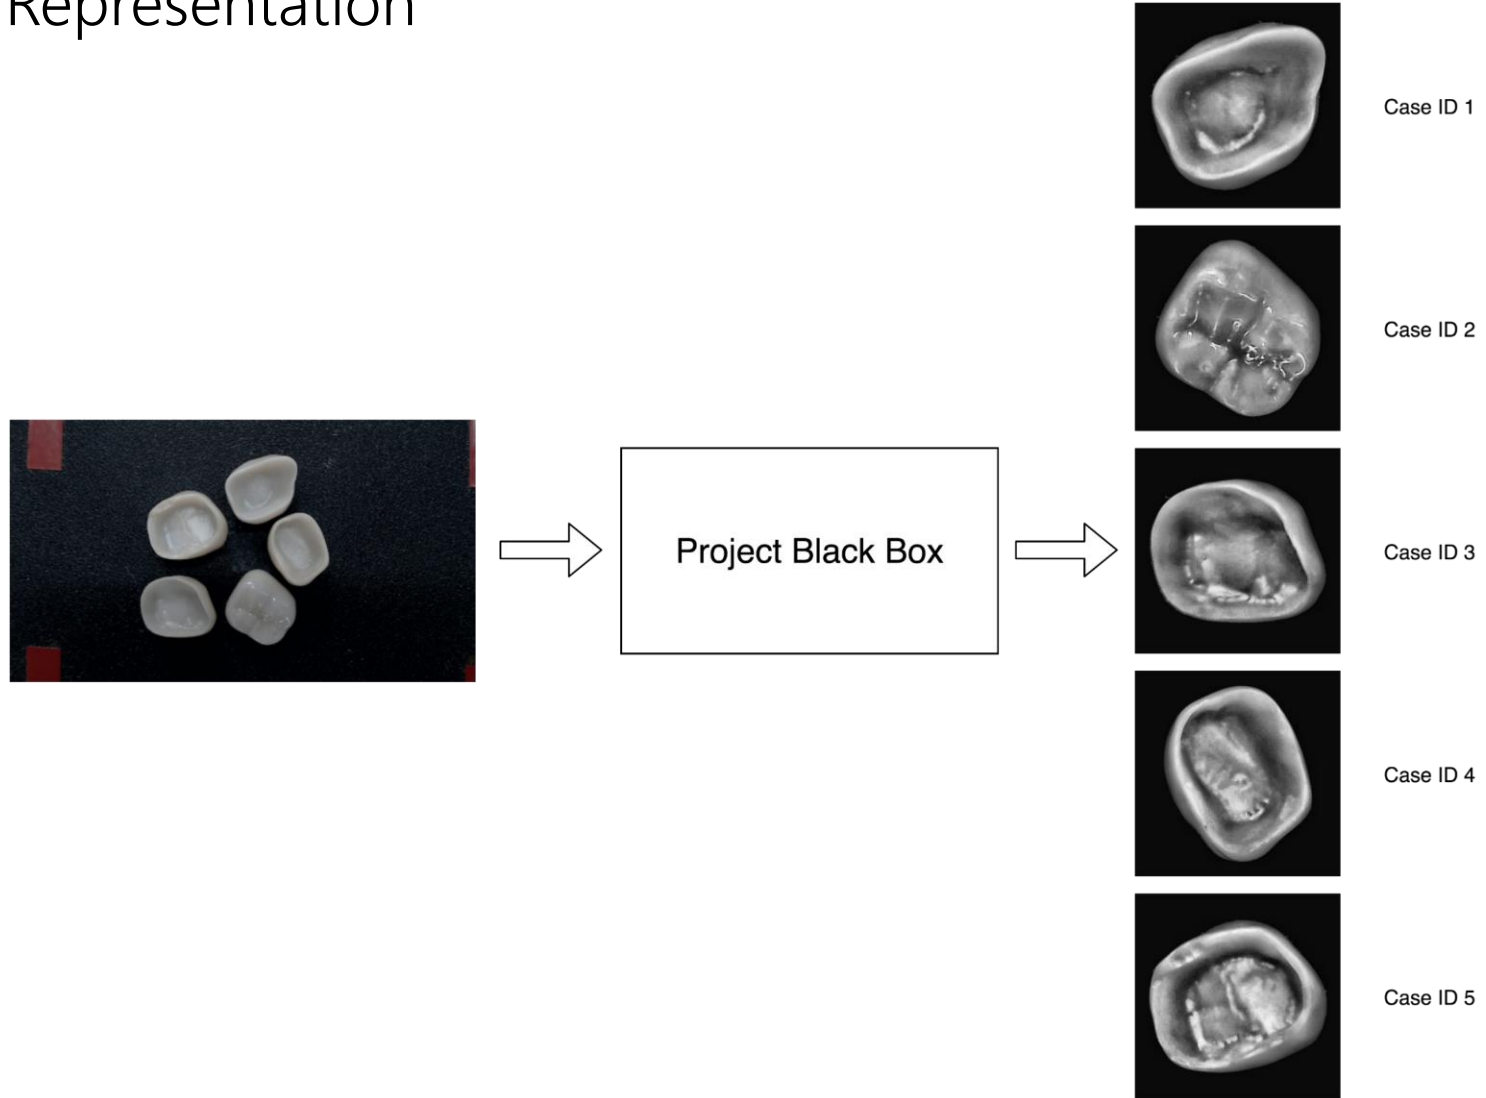 Representation
Case ID 1
Case ID 2
Project Black Box
Case ID 3
Case ID 4
Case ID 5